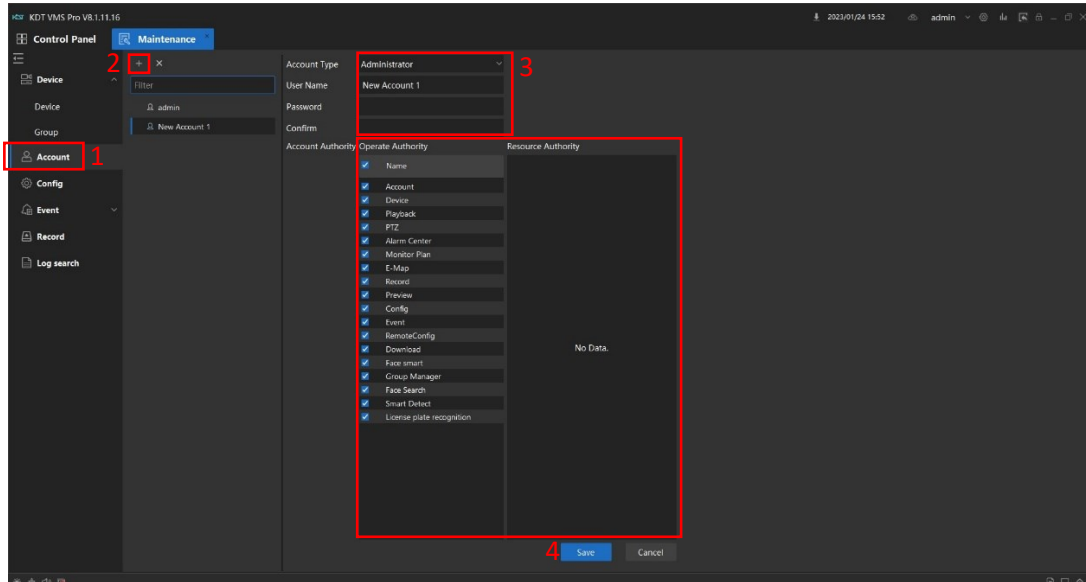 KDT VMS Pro V8.1.11.16
2023/01/24 15:52
admin
Control Panel
Maintenance
2
3
Device
Filter
Account Type
Administrator
User Name
New Account 1
Device
admin
Password
Group
New Account 1
Confirm
Account
1
Account Authority
Operate Authority
Resource Authority
Name
Config
Account
Device
Event
Playback
PTZ
Record
Alarm Center
Monitor Plan
Log search
E-Map
Record
Preview
Config
Event
RemoteConfig
Download
No Data.
Face smart
Group Manager
Face Search
Smart Detect
License plate recognition
4
Save
Cancel